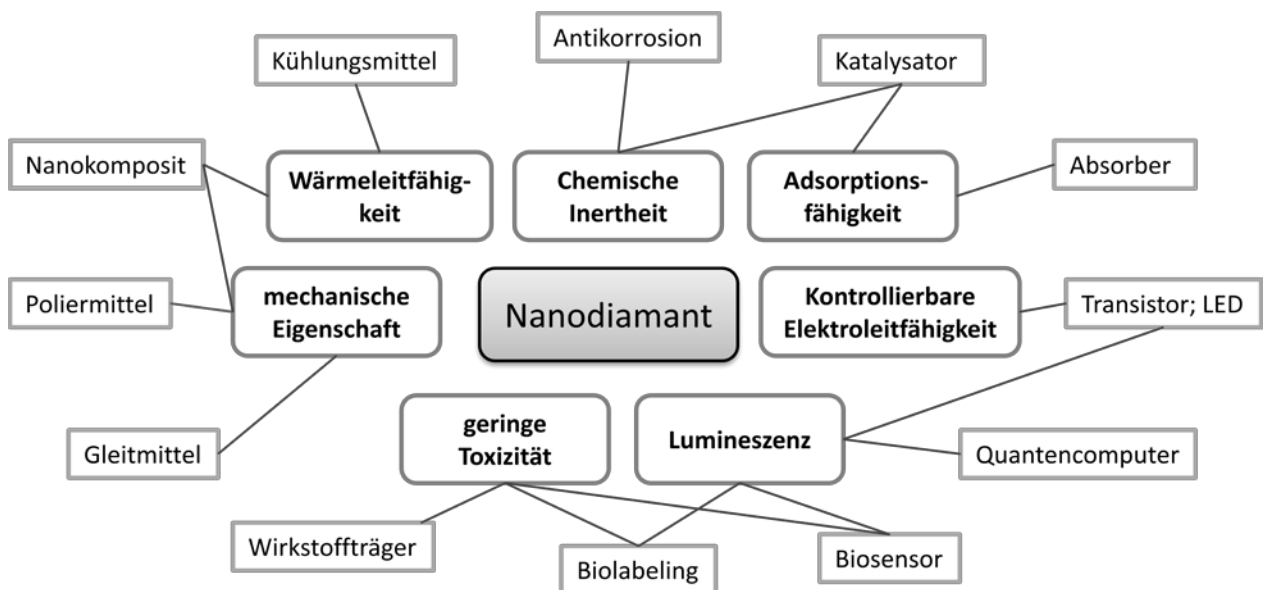 Antikorrosion
Kühlungsmittel
Katalysator
Nanokomposit
Wärmeleitfähig-
keit
Chemische
Inertheit
Adsorptions-
fähigkeit
Absorber
Poliermittel
mechanische
Eigenschaft
Nanodiamant
Kontrollierbare
Elektroleitfähigkeit
Transistor; LED
Gleitmittel
geringe
Toxizität
Lumineszenz
Quantencomputer
Wirkstoffträger
Biolabeling
Biosensor